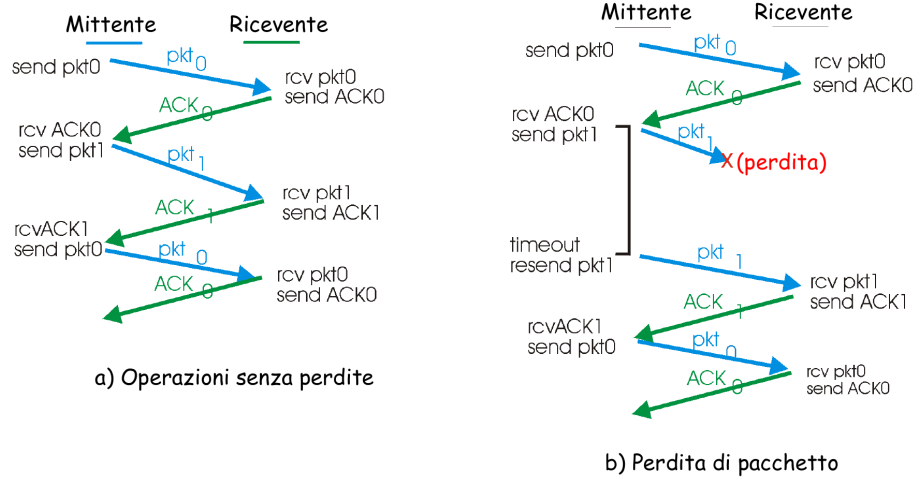 Mittente Ricevente
send pkt0
pkt 0
rcv pkt0
send ACK0
ACK 0
rcv ACK0
send pkt1
pkt 1
rcv pkt1
send ACK1
ACK 1
rcvACK1
send pkt0
pkt 0
rcv pkt0
send ACK0
ACK 0
a) Operazioni senza perdite
Mittente Ricevente
send pkt0
pkt 0
rcv pkt0
send ACK0
ACK 0
rcv ACK0
send pkt1
pkt 1
X (perdita)
timeout
resend pkt1
pkt 1
rcv pkt1
send ACK1
ACK 1
rcvACK1
send pkt0
pkt 0
rcv pkt0
send ACK0
ACK 0
b) Perdita di pacchetto